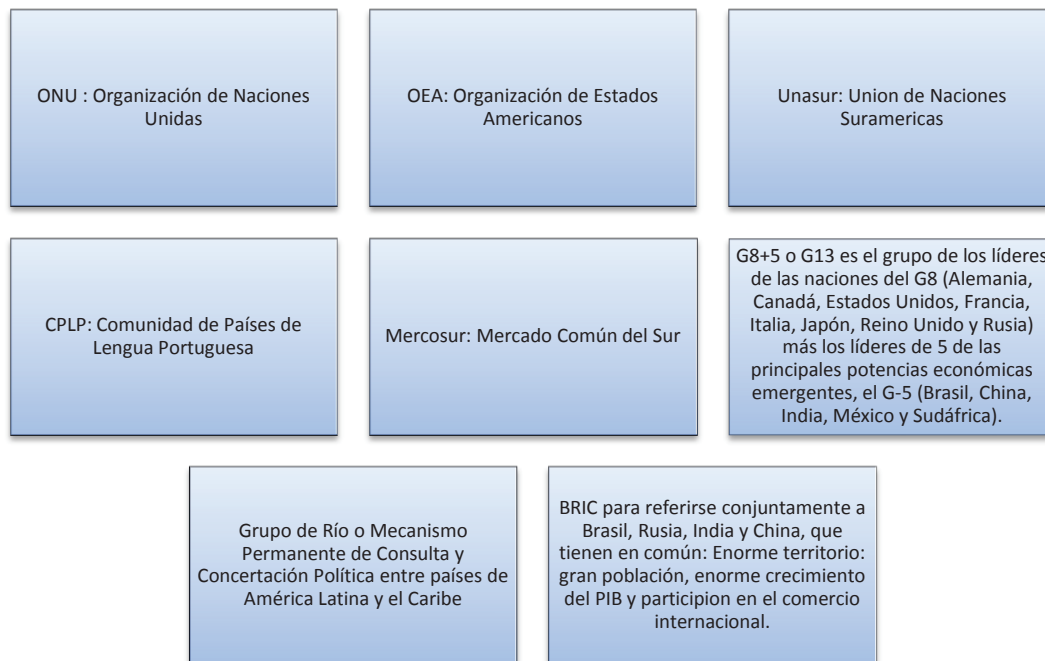 ONU : Organización de Naciones
Unidas
OEA: Organización de Estados
Americanos
Unasur: Union de Naciones
Suramericas
CPLP: Comunidad de Países de
Lengua Portuguesa
Mercosur: Mercado Común del Sur
G8+5 o G13 es el grupo de los líderes
de las naciones del G8 (Alemania,
Canadá, Estados Unidos, Francia,
Italia, Japón, Reino Unido y Rusia)
más los líderes de 5 de las
principales potencias económicas
emergentes, el G-5 (Brasil, China,
India, México y Sudáfrica).
Grupo de Río o Mecanismo
Permanente de Consulta y
Concertación Política entre países de
América Latina y el Caribe
BRIC para referirse conjuntamente a
Brasil, Rusia, India y China, que
tienen en común: Enorme territorio:
gran población, enorme crecimiento
del PIB y participion en el comercio
internacional.